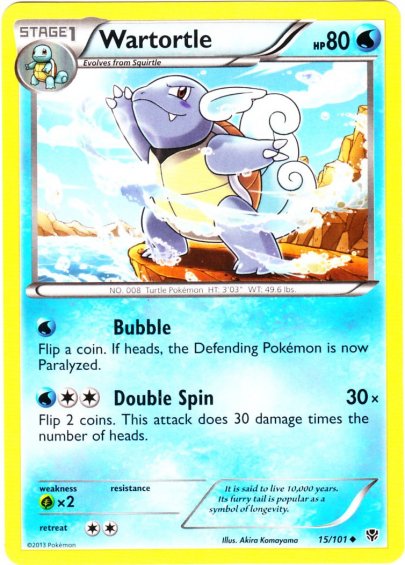 STAGE1
Wartortle
HP80
Evolves from Squirtle
NO. 008 Turtle Pokémon HT: 3'03" WT: 49.6 lbs.
Bubble
Flip a coin. If heads, the Defending Pokémon is now
Paralyzed.
Double Spin 30×
Flip 2 coins. This attack does 30 damage times the
number of heads.
weakness resistance
×2
retreat
It is said to live 10,000 years.
Its furry tail is popular as a
symbol of longevity.
©2013 Pokémon
Illus. Akira Komayama
15/101